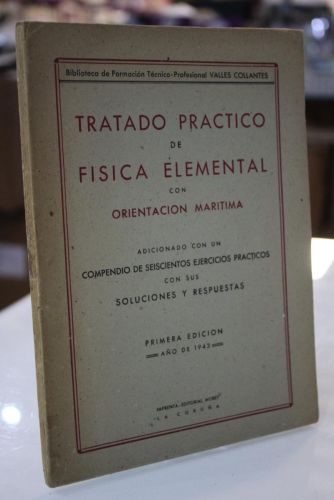 Biblioteca de Formación Técnico-Profesional VALLES COLLANTES
TRATADO PRACTICO
DE
FISICA ELEMENTAL
CON
ORIENTACION MARITIMA
ADICIONADO CON UN
COMPENDIO DE SEISCIENTOS EJERCICIOS PRACTICOS
CON SUS
SOLUCIONES Y RESPUESTAS
PRIMERA EDICION
AÑO DE 1943
IMPRENTA-EDITORIAL
LA CORUÑA